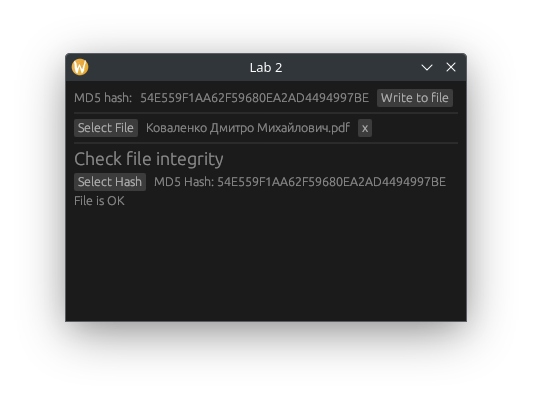 Lab 2
MD5 hash: 54E559F1AA62F59680EA2AD4494997BE Write to file
Select File Коваленко Дмитро Михайлович.pdf x
Check file integrity
Select Hash MD5 Hash: 54E559F1AA62F59680EA2AD4494997BE
File is OK